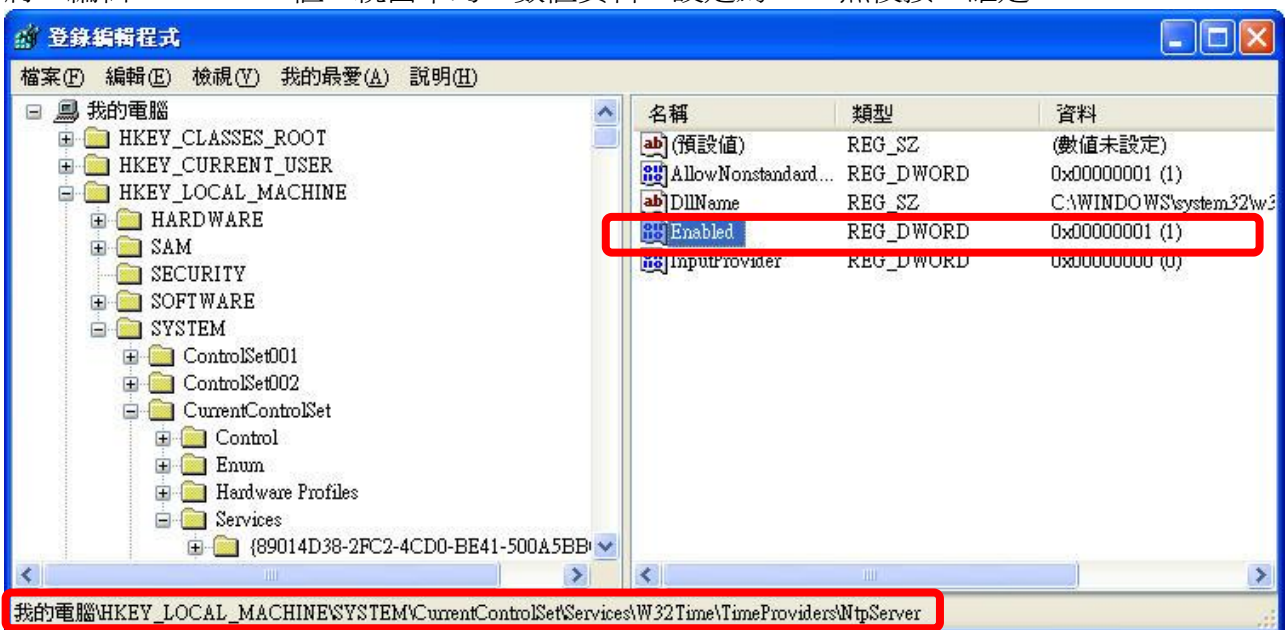 登錄編輯程式
檔案(F) 編輯(E) 檢視(V) 我的最愛(A) 說明(H)
我的電腦
HKEY_CLASSES_ROOT
HKEY_CURRENT_USER
HKEY_LOCAL_MACHINE
HARDWARE
SAM
SECURITY
SOFTWARE
SYSTEM
ControlSet001
ControlSet002
CurrentControlSet
Control
Enum
Hardware Profiles
Services
{89014D38-2FC2-4CD0-BE41-500A5BB
名稱 類型 資料
(預設值) REG_SZ (數值未設定)
AllowNonstandard... REG_DWORD 0x00000001 (1)
DllName REG_SZ C:\WINDOWS\system32\w3
Enabled REG_DWORD 0x00000001 (1)
InputProvider REG_DWORD 0x00000000 (0)
我的電腦\HKEY_LOCAL_MACHINE\SYSTEM\CurrentControlSet\Services\W32Time\TimeProviders\NtpServer